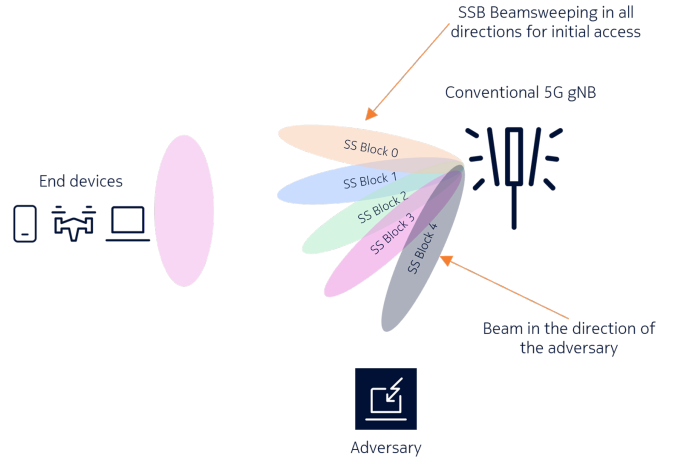 SSB Beamsweeping in all
directions for initial access
Conventional 5G gNB
SS Block 0
SS Block 1
SS Block 2
SS Block 3
SS Block 4
End devices
Beam in the direction of
the adversary
Adversary